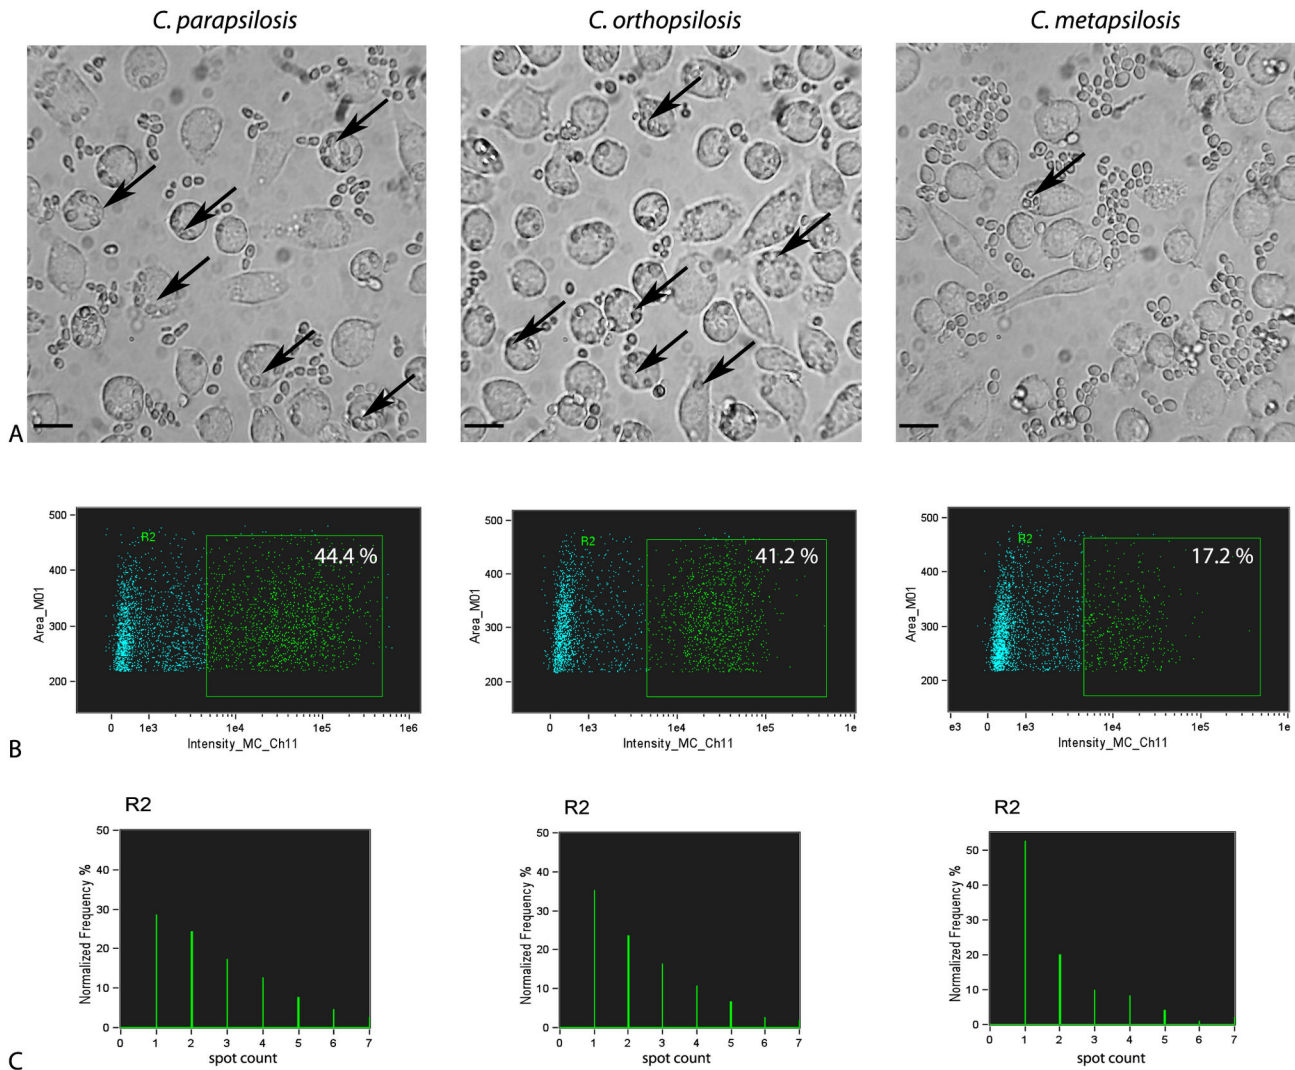 C. parapsilosis C. orthopsilosis C. metapsilosis
A
500 400 300 200
Area_M01
R2
44.4 %
0 1e3 1e4 1e5 1e6
Intensity_MC_Ch11
500 400 300 200
Area_M01
R2
41.2 %
0 1e3 1e4 1e5 1e
Intensity_MC_Ch11
500 400 300 200
Area_M01
R2
17.2 %
e3 0 1e3 1e4 1e5 1e
Intensity_MC_Ch11
B
R2
50 40 30 20 10 0
Normalized Frequency %
0 1 2 3 4 5 6 7
spot count
R2
50 40 30 20 10 0
Normalized Frequency %
0 1 2 3 4 5 6 7
spot count
R2
50 40 30 20 10 0
Normalized Frequency %
0 1 2 3 4 5 6 7
spot count
C